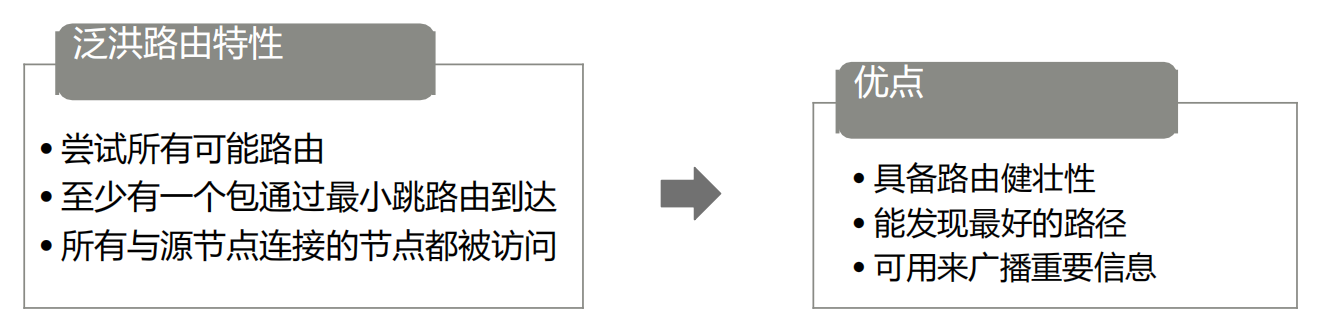 泛洪路由特性
• 尝试所有可能路由
• 至少有一个包通过最小跳路由到达
• 所有与源节点连接的节点都被访问
优点
• 具备路由健壮性
• 能发现最好的路径
• 可用来广播重要信息